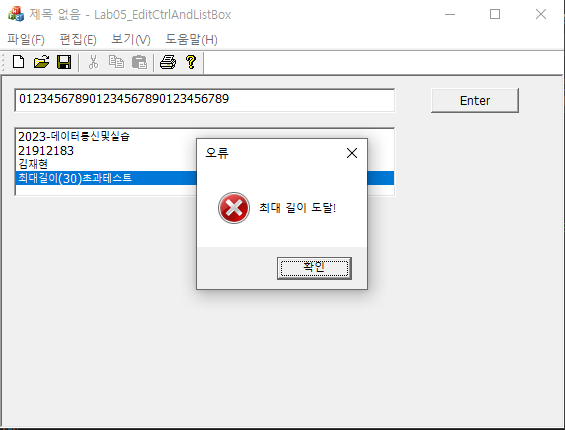 제목 없음 - Lab05_EditCtrlAndListBox
파일(F) 편집(E) 보기(V) 도움말(H)
012345678901234567890123456789
Enter
2023-데이터통신및실습
21912183
김재현
최대길이(30)초과테스트
오류
최대 길이 도달!
확인